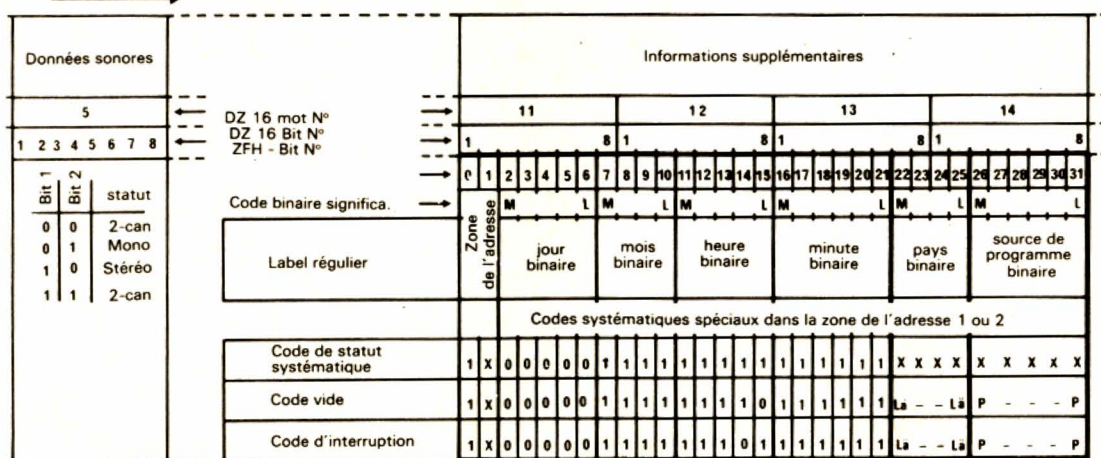 Données sonores
Informations supplémentaires
5
DZ 16 mot Nº
11 12 13 14
1 2 3 4 5 6 7 8
DZ 16 Bit Nº
1 8 1 8 1 8 1 8
ZFH - Bit Nº
0 1 2 3 4 5 6 7 8 9 10 11 12 13 14 15 16 17 18 19 20 21 22 23 24 25 26 27 28 29 30 31
Bit 1 Bit 2 statut
0 0 2-can
0 1 Mono
1 0 Stéréo
1 1 2-can
Code binaire significa.
M L M L M L M L M L M L
Label régulier
Zone de l'adresse
jour binaire
mois binaire
heure binaire
minute binaire
pays binaire
source de programme binaire
Codes systématiques spéciaux dans la zone de l'adresse 1 ou 2
Code de statut systématique
1 X 0 0 0 0 0 1 1 1 1 1 1 1 1 1 1 1 1 1 1 1 X X X X X X X X X X
Code vide
1 X 0 0 0 0 0 1 1 1 1 1 1 1 1 0 1 1 1 1 1 1 Lä - - Lä P - - - P
Code d'interruption
1 X 0 0 0 0 0 1 1 1 1 1 1 1 0 1 1 1 1 1 1 1 La - - Lä P - - - P